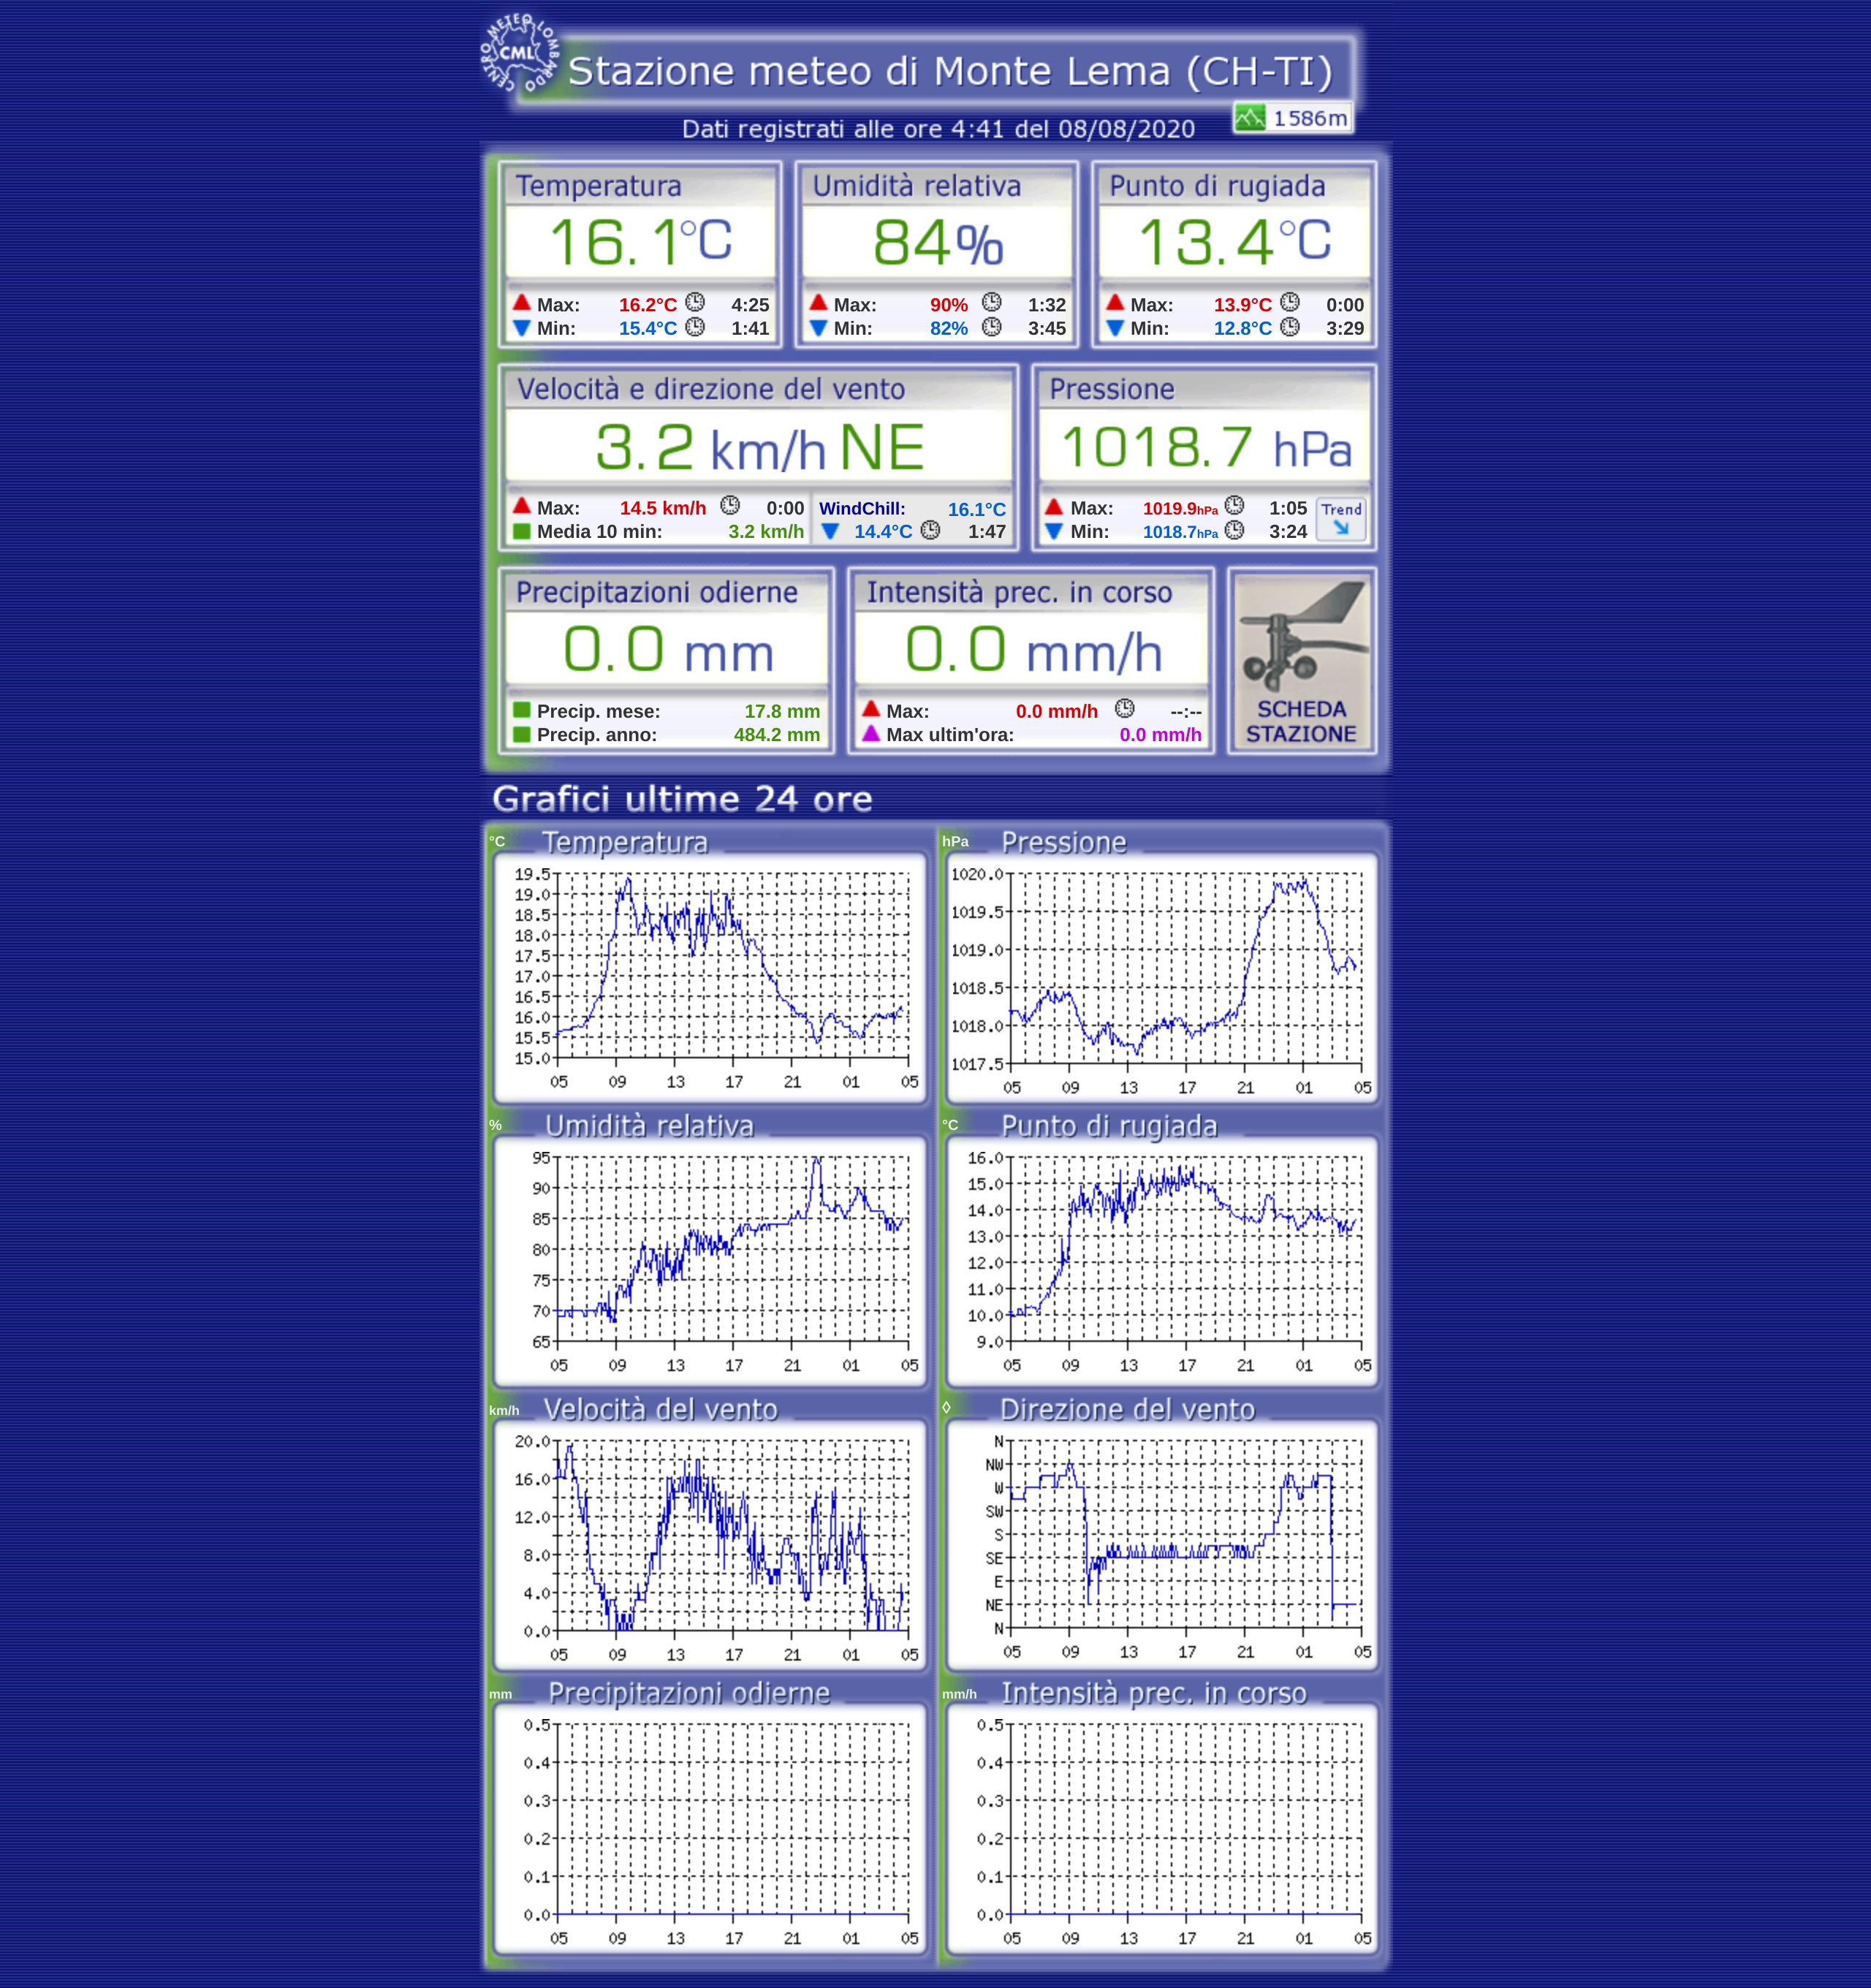 CENTRO METEO LOMBARDO
CML
Stazione meteo di Monte Lema (CH-TI)
1586m
Dati registrati alle ore 4:41 del 08/08/2020
Temperatura Umidità relativa Punto di rugiada
16.1°C 84% 13.4°C
Max: 16.2°C 4:25 Max: 90% 1:32 Max: 13.9°C 0:00
Min: 15.4°C 1:41 Min: 82% 3:45 Min: 12.8°C 3:29
Velocità e direzione del vento Pressione
3.2 km/h NE 1018.7 hPa
Max: 14.5 km/h 0:00 WindChill: 16.1°C Max: 1019.9hPa 1:05 Trend
Media 10 min: 3.2 km/h 14.4°C 1:47 Min: 1018.7hPa 3:24
Precipitazioni odierne Intensità prec. in corso
0.0 mm 0.0 mm/h
Precip. mese: 17.8 mm Max: 0.0 mm/h --:-- SCHEDA
Precip. anno: 484.2 mm Max ultim'ora: 0.0 mm/h STAZIONE
Grafici ultime 24 ore
°C Temperatura
19.5
19.0
18.5
18.0
17.5
17.0
16.5
16.0
15.5
15.0
05 09 13 17 21 01 05
hPa Pressione
1020.0
1019.5
1019.0
1018.5
1018.0
1017.5
05 09 13 17 21 01 05
% Umidità relativa
95
90
85
80
75
70
65
05 09 13 17 21 01 05
°C Punto di rugiada
16.0
15.0
14.0
13.0
12.0
11.0
10.0
9.0
05 09 13 17 21 01 05
km/h Velocità del vento
20.0
16.0
12.0
8.0
4.0
0.0
05 09 13 17 21 01 05
◊ Direzione del vento
N
NW
W
SW
S
SE
E
NE
N
05 09 13 17 21 01 05
mm Precipitazioni odierne
0.5
0.4
0.3
0.2
0.1
0.0
05 09 13 17 21 01 05
mm/h Intensità prec. in corso
0.5
0.4
0.3
0.2
0.1
0.0
05 09 13 17 21 01 05